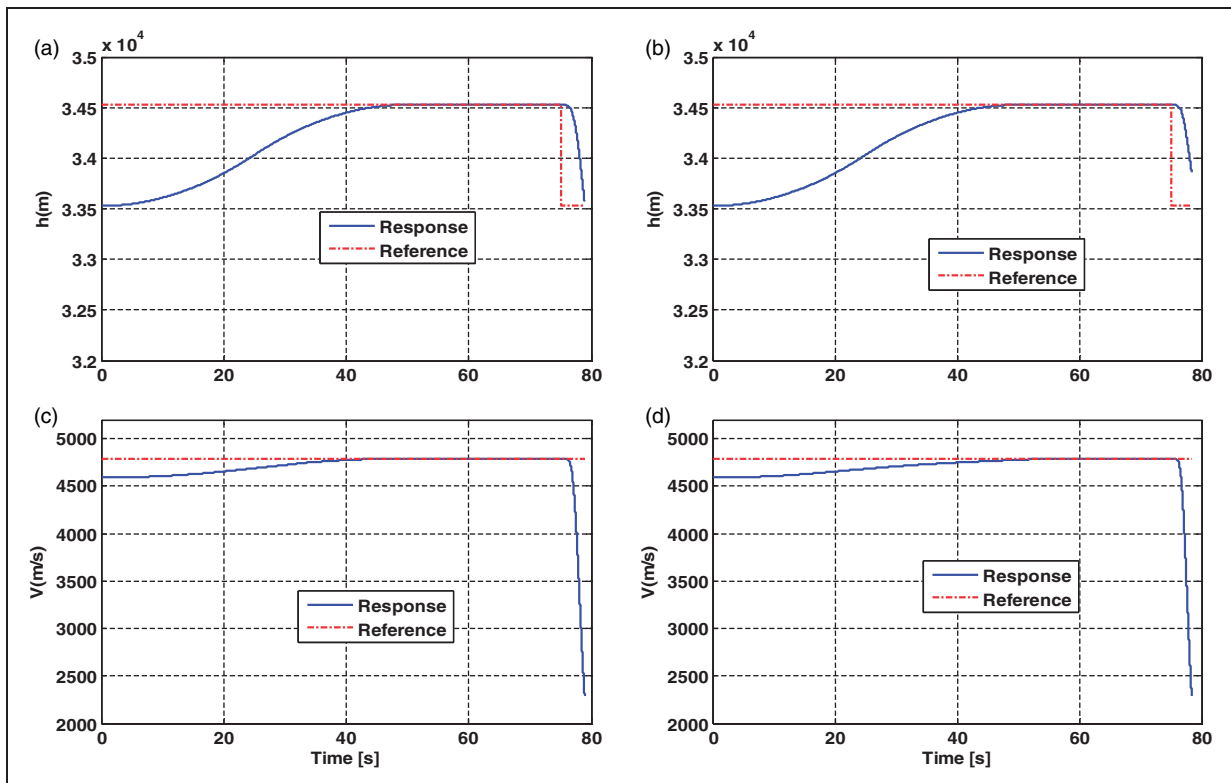 (a)
x 10^4
3.5
3.45
3.4
3.35
3.3
3.25
3.2
h(m)
0 20 40 60 80
Response
Reference
(b)
x 10^4
3.5
3.45
3.4
3.35
3.3
3.25
3.2
h(m)
0 20 40 60 80
Response
Reference
(c)
5000
4500
4000
3500
3000
2500
2000
V(m/s)
0 20 40 60 80
Time [s]
Response
Reference
(d)
5000
4500
4000
3500
3000
2500
2000
V(m/s)
0 20 40 60 80
Time [s]
Response
Reference